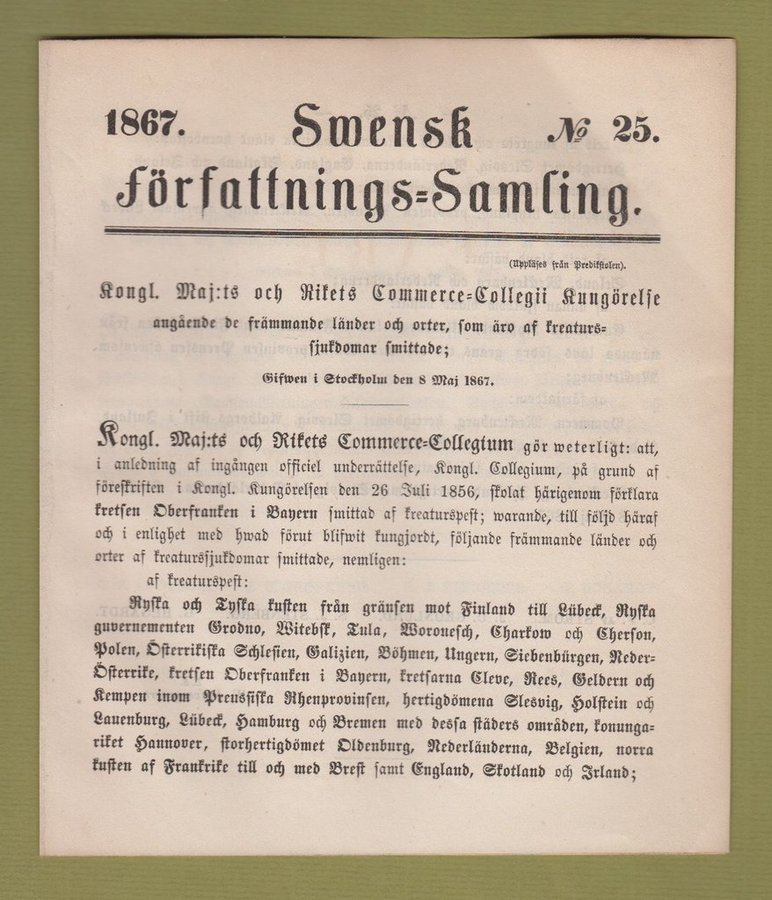 1867. Swensk № 25.
Författnings=Samling.
(Uppläses från Predikstolen).
Kongl. Maj:ts och Rikets Commerce=Collegii Kungörelse
angående de främmande länder och orter, som äro af kreaturs=
sjukdomar smittade;
Gifwen i Stockholm den 8 Maj 1867.
Kongl. Maj:ts och Rikets Commerce=Collegium gör weterligt: att,
i anledning af ingången officiel underrättelse, Kongl. Collegium, på grund af
föreskriften i Kongl. Kungörelsen den 26 Juli 1856, skolat härigenom förklara
kretsen Oberfranken i Bayern smittad af kreaturspest; warande, till följd häraf
och i enlighet med hwad förut blifwit kungjordt, följande främmande länder och
orter af kreaturssjukdomar smittade, nemligen:
af kreaturspest:
Ryska och Tyska kusten från gränsen mot Finland till Lübeck, Ryska
guvernementen Grodno, Witebsk, Tula, Woronesch, Charkow och Cherson,
Polen, Österrikiska Schlesien, Galizien, Böhmen, Ungern, Siebenbürgen, Neder=
Österrike, kretsen Oberfranken i Bayern, kretsarna Cleve, Rees, Geldern och
Kempen inom Preussiska Rhenprovinsen, hertigdömena Slesvig, Holstein och
Lauenburg, Lübeck, Hamburg och Bremen med dessa städers områden, konunga=
riket Hannover, storhertigdömet Oldenburg, Nederländerna, Belgien, norra
kusten af Frankrike till och med Brest samt England, Skotland och Irland;